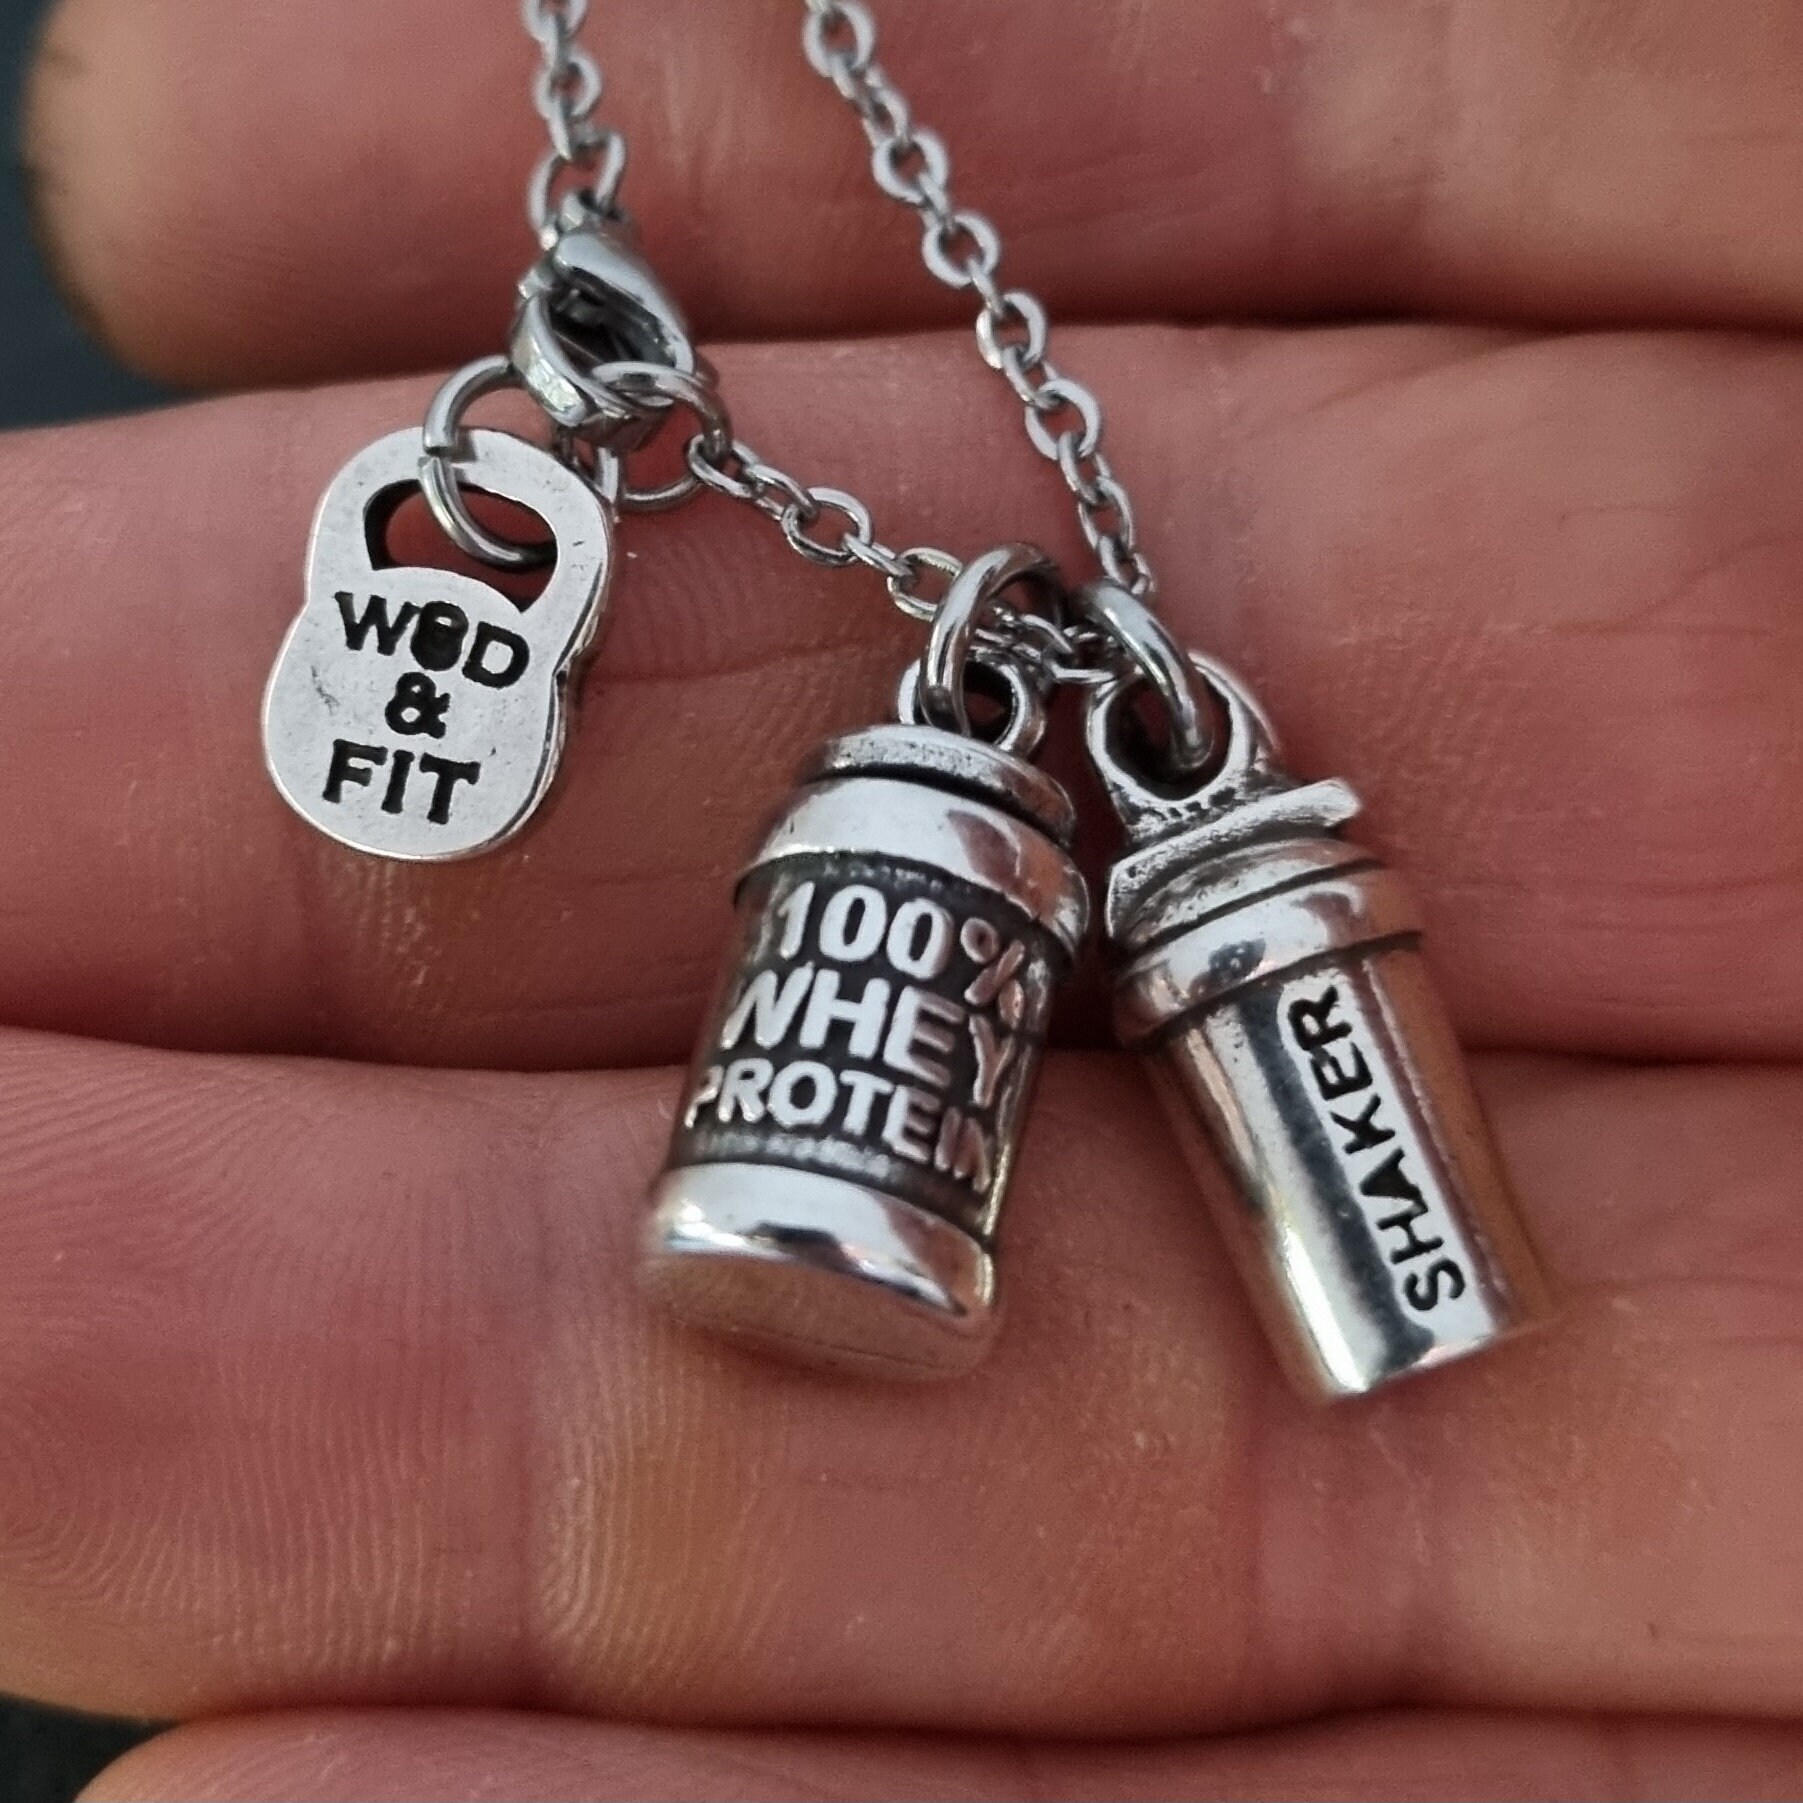 WOD
&
FIT
100%
WHEY
PROTEIN
SHAKER